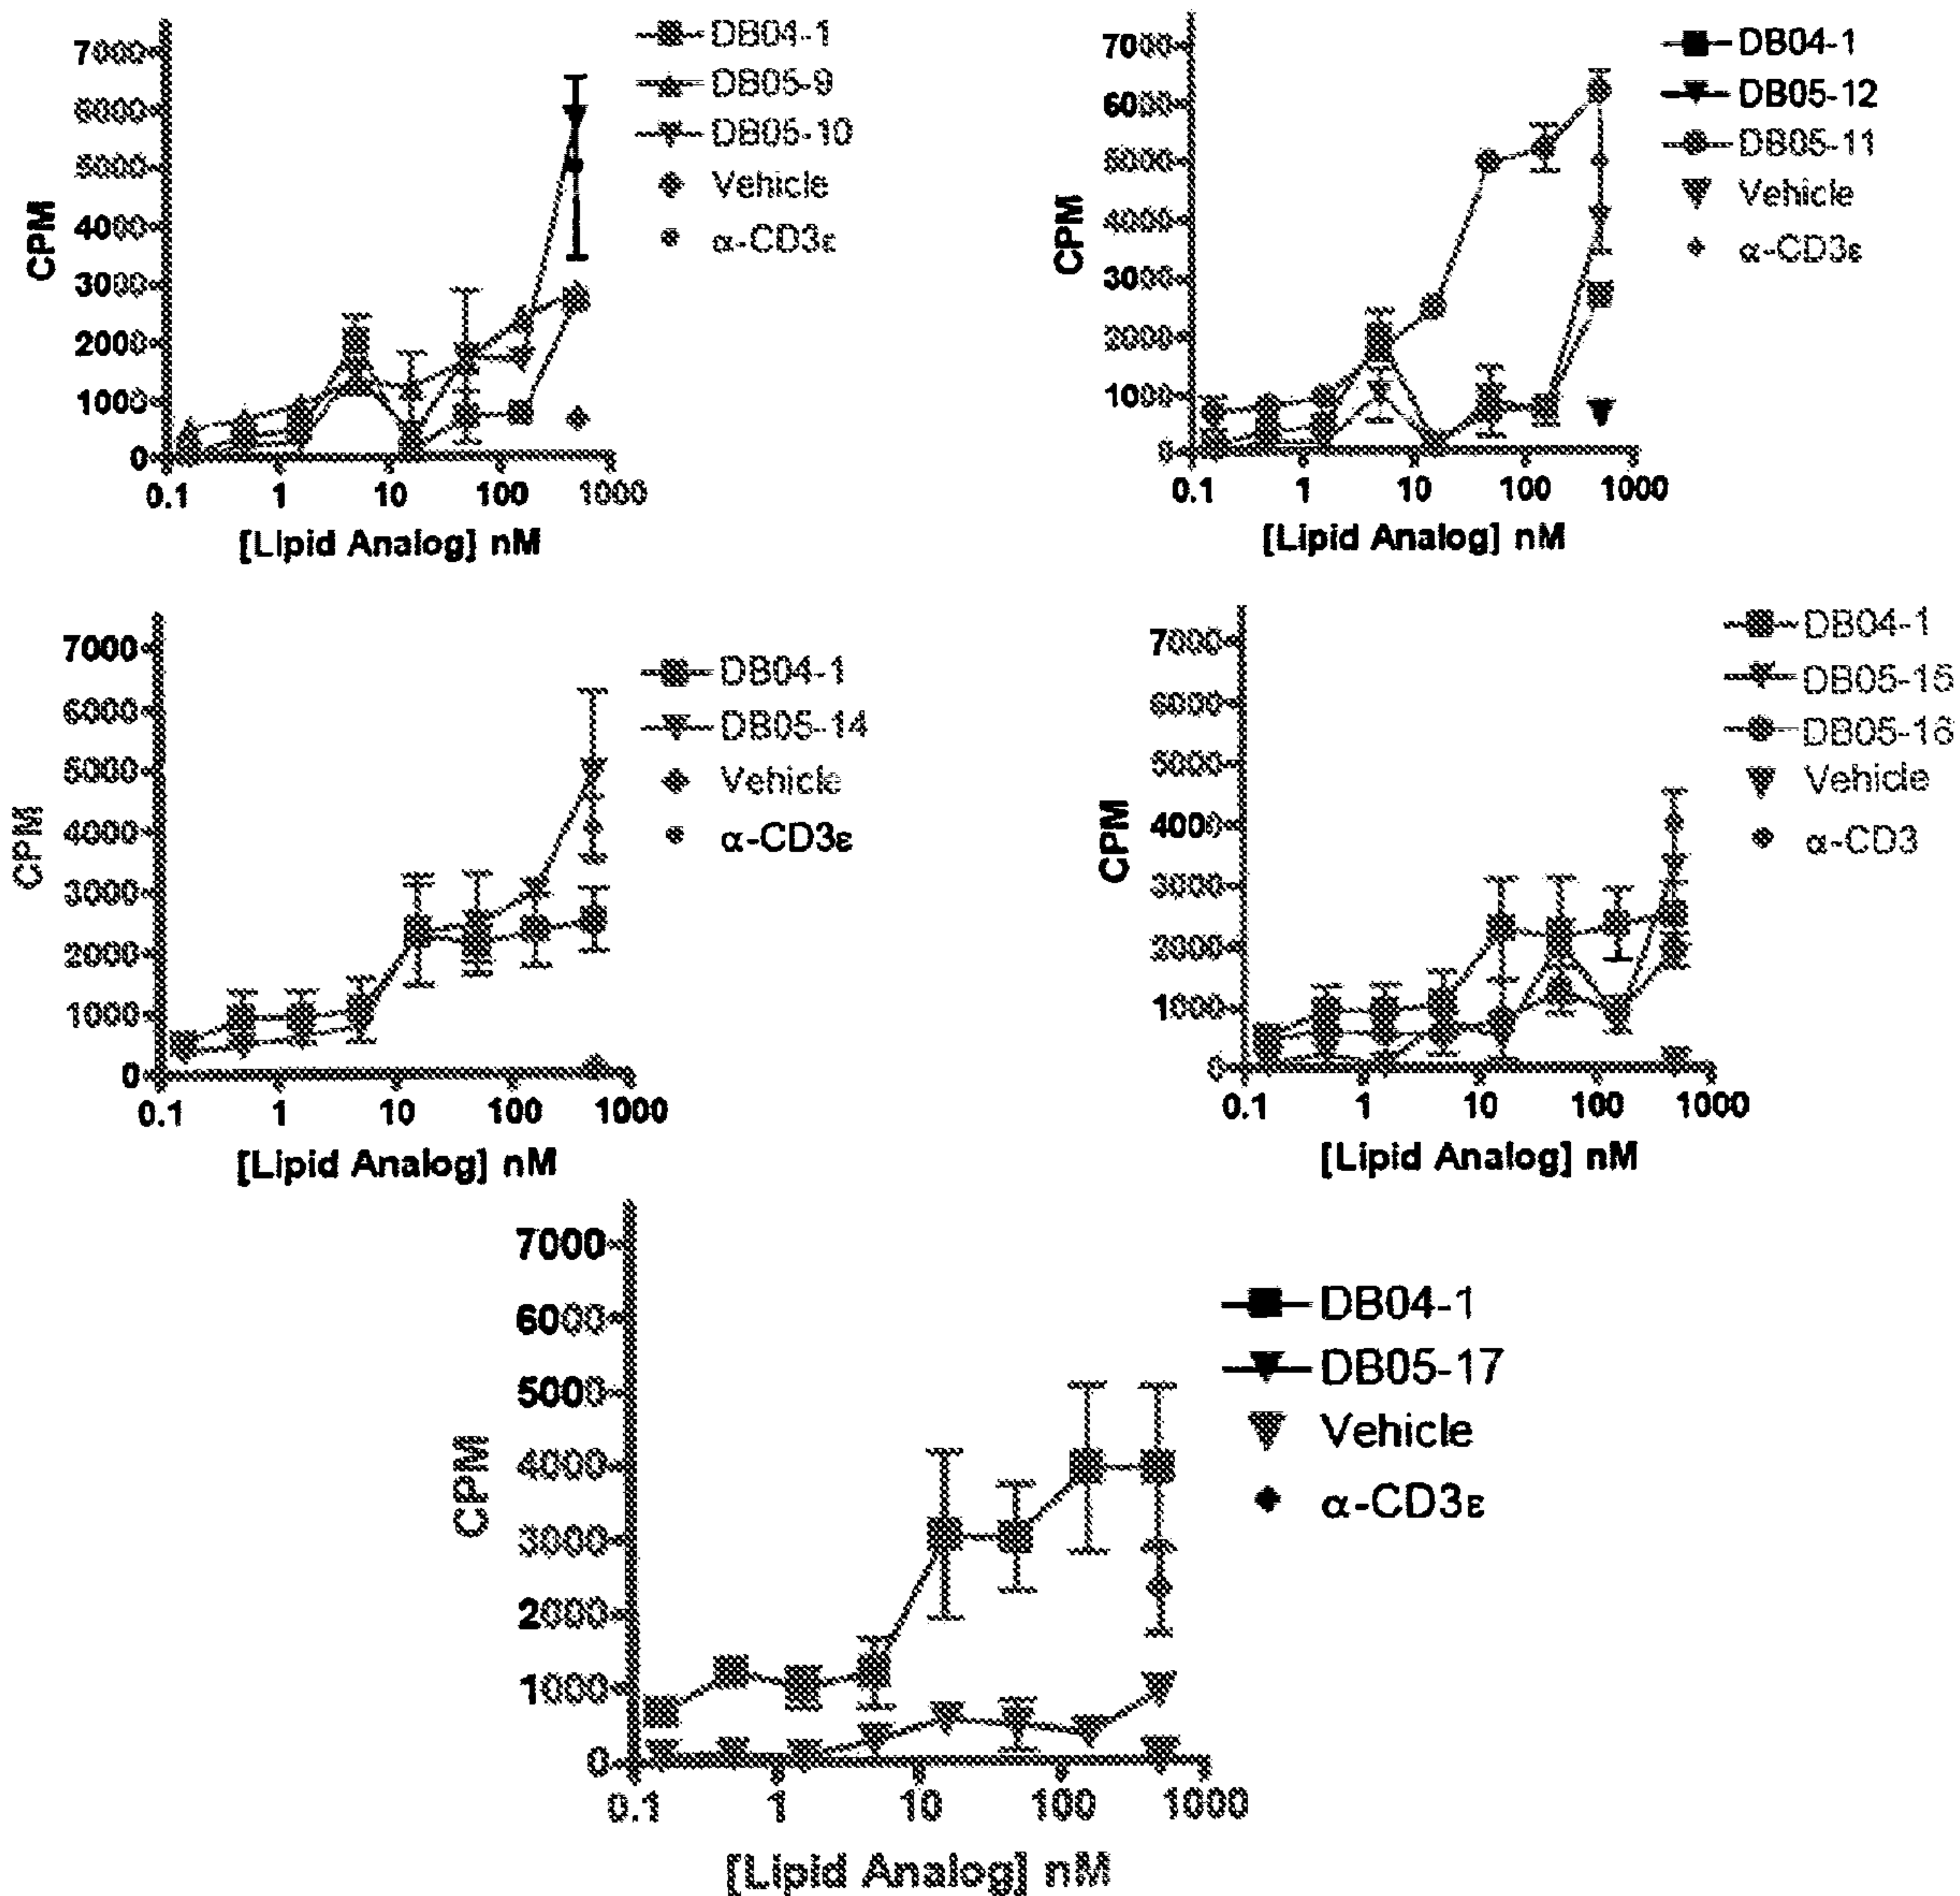 7000
6000
5000
4000
3000
2000
1000
0
CPM
0.1 1 10 100 1000
[Lipid Analog] nM
DB04-1
DB05-9
DB05-10
Vehicle
α-CD3ε
7000
6000
5000
4000
3000
2000
1000
0
CPM
0.1 1 10 100 1000
[Lipid Analog] nM
DB04-1
DB05-12
DB05-11
Vehicle
α-CD3ε
7000
6000
5000
4000
3000
2000
1000
0
CPM
0.1 1 10 100 1000
[Lipid Analog] nM
DB04-1
DB05-14
Vehicle
α-CD3ε
7000
6000
5000
4000
3000
2000
1000
0
CPM
0.1 1 10 100 1000
[Lipid Analog] nM
DB04-1
DB05-15
DB05-16
Vehicle
α-CD3
7000
6000
5000
4000
3000
2000
1000
0
CPM
0.1 1 10 100 1000
[Lipid Analog] nM
DB04-1
DB05-17
Vehicle
α-CD3ε